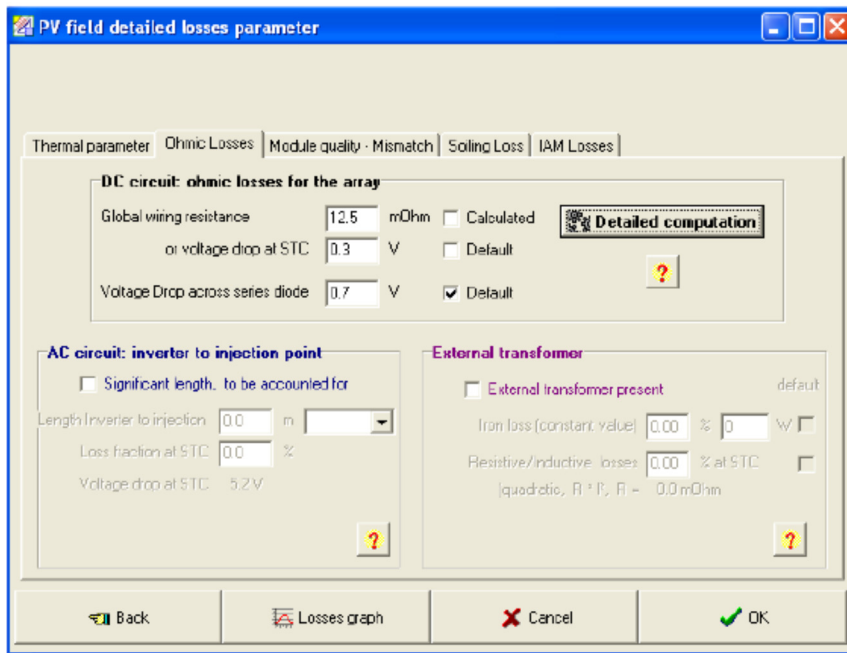 PV field detailed losses parameter
Thermal parameter Ohmic Losses Module quality - Mismatch Soiling Loss IAM Losses
DC circuit: ohmic losses for the array
Global wiring resistance 12.5 mOhm Calculated Detailed computation
or voltage drop at STC 0.3 V Default
?
Voltage Drop across series diode 0.7 V Default
AC circuit: inverter to injection point
Significant length, to be accounted for
Length Inverter to injection 0.0 m
Loss fraction at STC 0.0 %
Voltage drop at STC 5.2 V
?
External transformer
External transformer present default
Iron loss (constant value) 0.00 % 0 W
Resistive/Inductive losses 0.00 % at STC
(quadratic, R * R, R = 0.0 mOhm
?
Back Losses graph Cancel OK